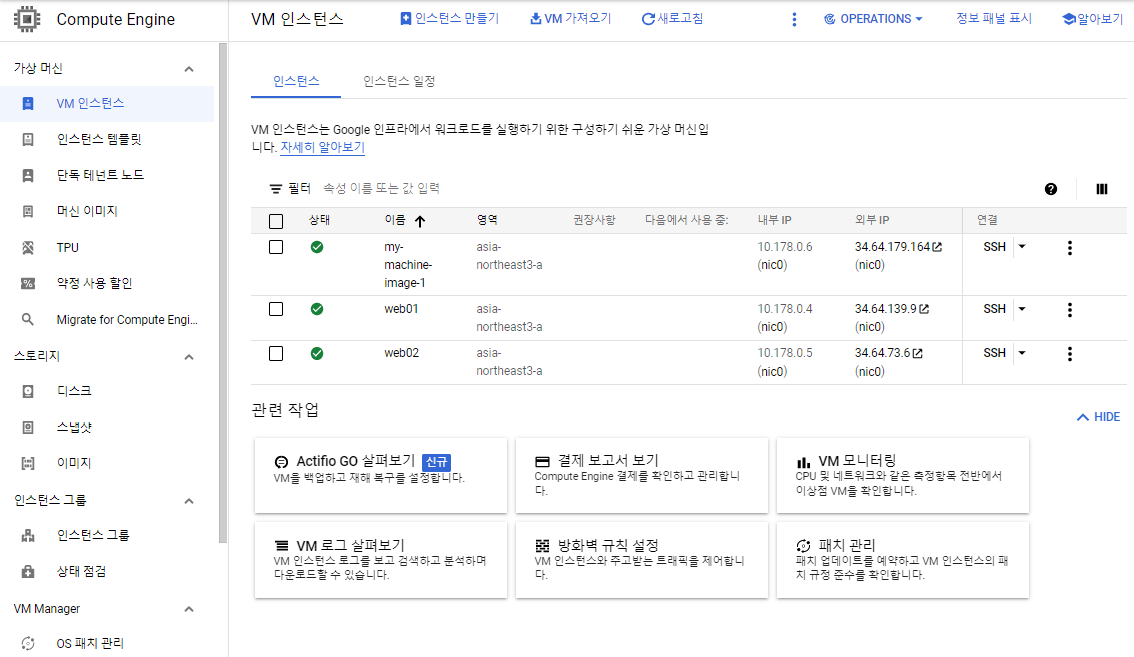 Compute Engine
VM 인스턴스
인스턴스 만들기
VM 가져오기
새로고침
OPERATIONS
정보 패널 표시
알아보기
가상 머신
VM 인스턴스
인스턴스 템플릿
단독 테넌트 노드
머신 이미지
TPU
약정 사용 할인
Migrate for Compute Engi...
스토리지
디스크
스냅샷
이미지
인스턴스 그룹
인스턴스 그룹
상태 점검
VM Manager
OS 패치 관리
인스턴스
인스턴스 일정
VM 인스턴스는 Google 인프라에서 워크로드를 실행하기 위한 구성하기 쉬운 가상 머신입
니다. 자세히 알아보기
필터 속성 이름 또는 값 입력
상태 이름 영역 권장사항 다음에서 사용 중: 내부 IP 외부 IP 연결
my- asia- 10.178.0.6 34.64.179.164 SSH
machine- northeast3-a (nic0) (nic0)
image-1
web01 asia- 10.178.0.4 34.64.139.9 SSH
northeast3-a (nic0) (nic0)
web02 asia- 10.178.0.5 34.64.73.6 SSH
northeast3-a (nic0) (nic0)
관련 작업
HIDE
Actifio GO 살펴보기 신규
VM을 백업하고 재해 복구를 설정합니다.
결제 보고서 보기
Compute Engine 결제를 확인하고 관리합니
다.
VM 모니터링
CPU 및 네트워크와 같은 측정항목 전반에서
이상점 VM을 확인합니다.
VM 로그 살펴보기
VM 인스턴스 로그를 보고 검색하고 분석하며
다운로드할 수 있습니다.
방화벽 규칙 설정
VM 인스턴스와 주고받는 트래픽을 제어합니
다.
패치 관리
패치 업데이트를 예약하고 VM 인스턴스의 패
치 규정 준수를 확인합니다.